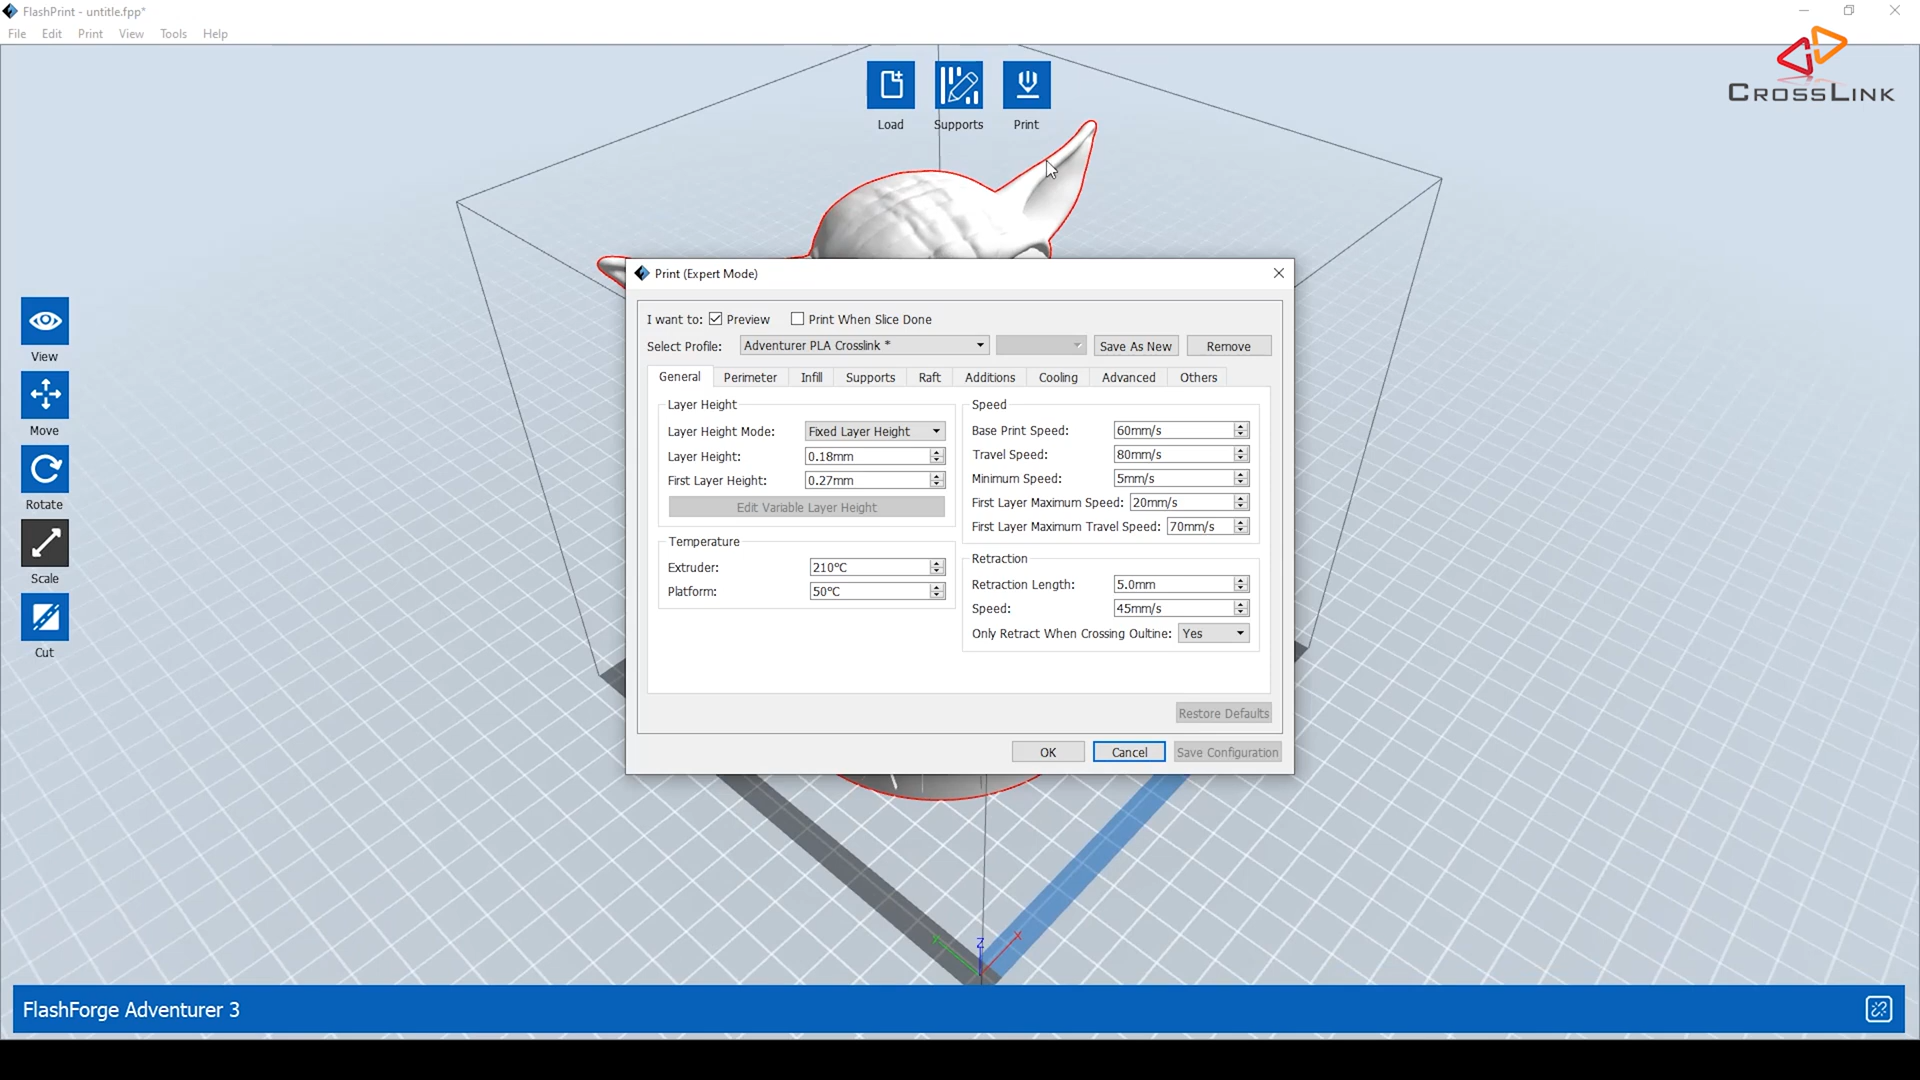 FlashPrint - untitle.fpp*
File Edit Print View Tools Help
CROSSLINK
Load Supports Print
View
Move
Rotate
Scale
Cut
Print (Expert Mode)
I want to: Preview Print When Slice Done
Select Profile: Adventurer PLA Crosslink * Save As New Remove
General Perimeter Infill Supports Raft Additions Cooling Advanced Others
Layer Height
Layer Height Mode: Fixed Layer Height
Layer Height: 0.18mm
First Layer Height: 0.27mm
Edit Variable Layer Height
Temperature
Extruder: 210°C
Platform: 50°C
Speed
Base Print Speed: 60mm/s
Travel Speed: 80mm/s
Minimum Speed: 5mm/s
First Layer Maximum Speed: 20mm/s
First Layer Maximum Travel Speed: 70mm/s
Retraction
Retraction Length: 5.0mm
Speed: 45mm/s
Only Retract When Crossing Oultine: Yes
Restore Defaults
OK Cancel Save Configuration
Y Z X
FlashForge Adventurer 3